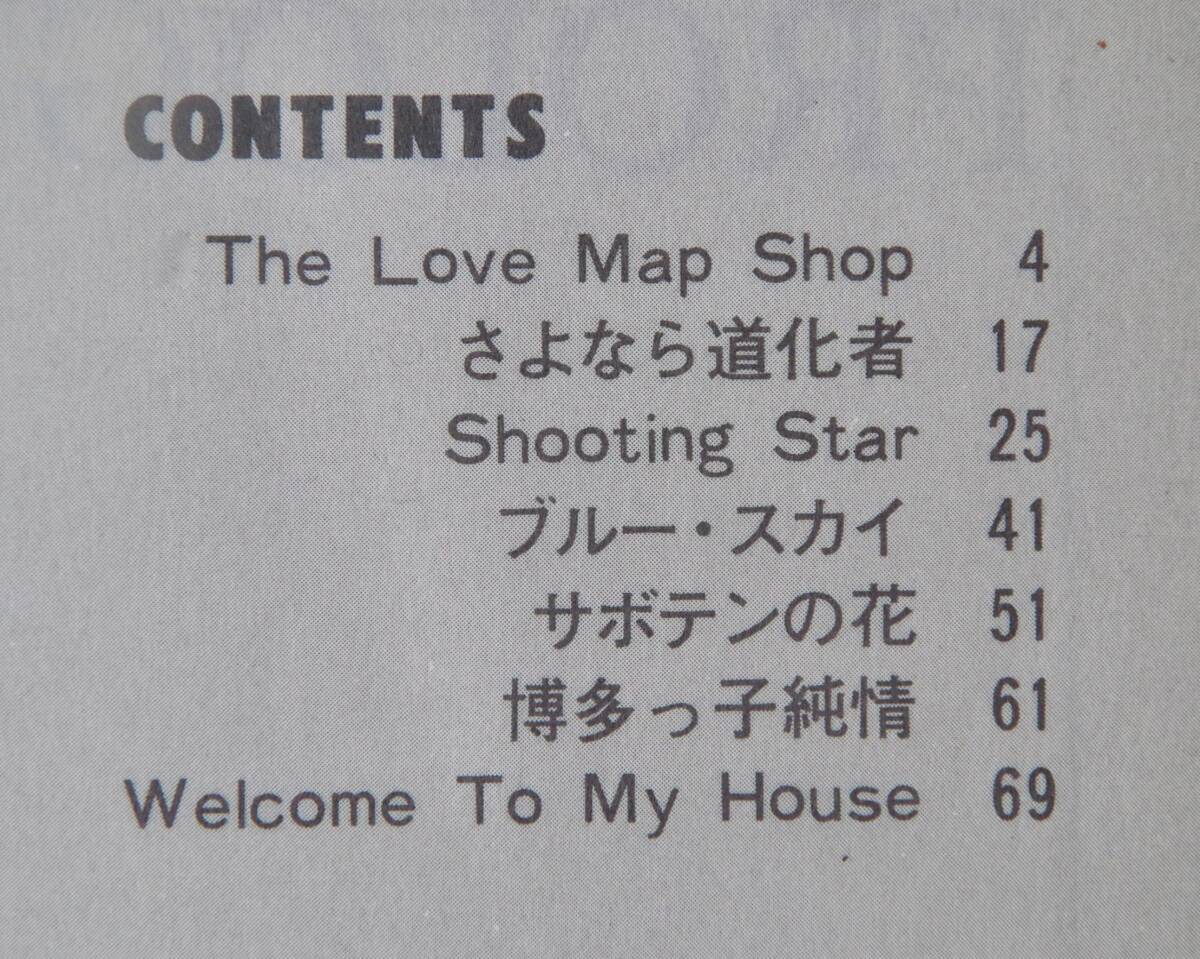 CONTENTS
The Love Map Shop 4
さよなら道化者 17
Shooting Star 25
ブルー・スカイ 41
サボテンの花 51
博多っ子純情 61
Welcome To My House 69